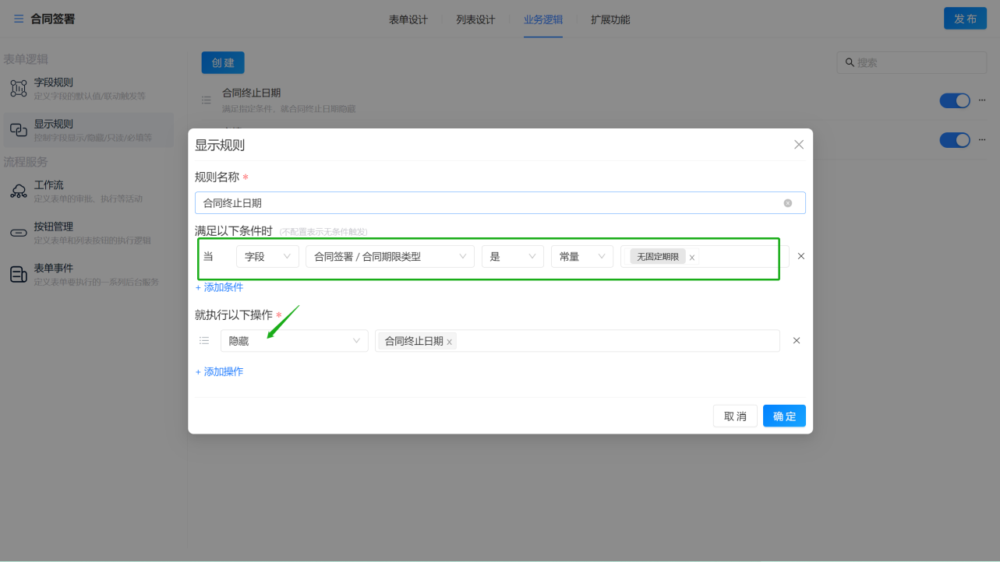 合同签署
表单设计 列表设计 业务逻辑 扩展功能
发布
表单逻辑
字段规则
定义字段的默认值/联动触发等
显示规则
控制字段显示/隐藏/只读/必填等
流程服务
工作流
定义表单的审批、执行等活动
按钮管理
定义表单和列表按钮的执行逻辑
表单事件
定义表单要执行的一系列后台服务
创建
搜索
合同终止日期
满足指定条件，就合同终止日期隐藏
显示规则
规则名称 *
合同终止日期
满足以下条件时 (不配置表示无条件触发)
当 字段 合同签署 / 合同期限类型 是 常量 无固定期限 x
+ 添加条件
就执行以下操作 *
隐藏 合同终止日期 x
+ 添加操作
取消 确定